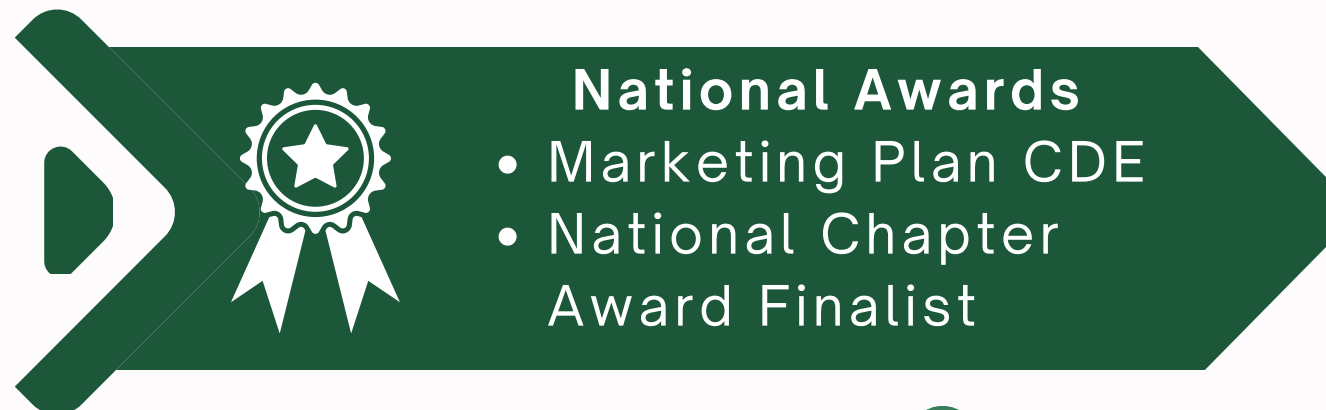 National Awards
• Marketing Plan CDE
• National Chapter
Award Finalist